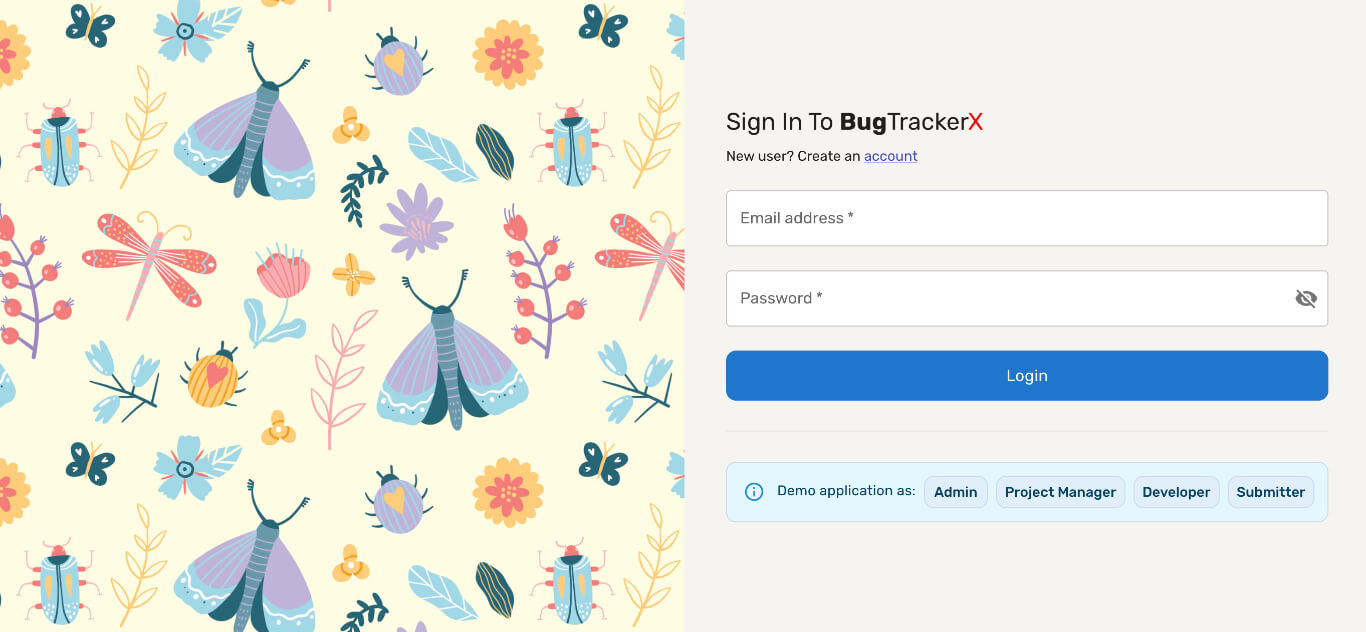 Sign In To BugTrackerX
New user? Create an account
Email address *
Password *
Login
Demo application as: Admin Project Manager Developer Submitter